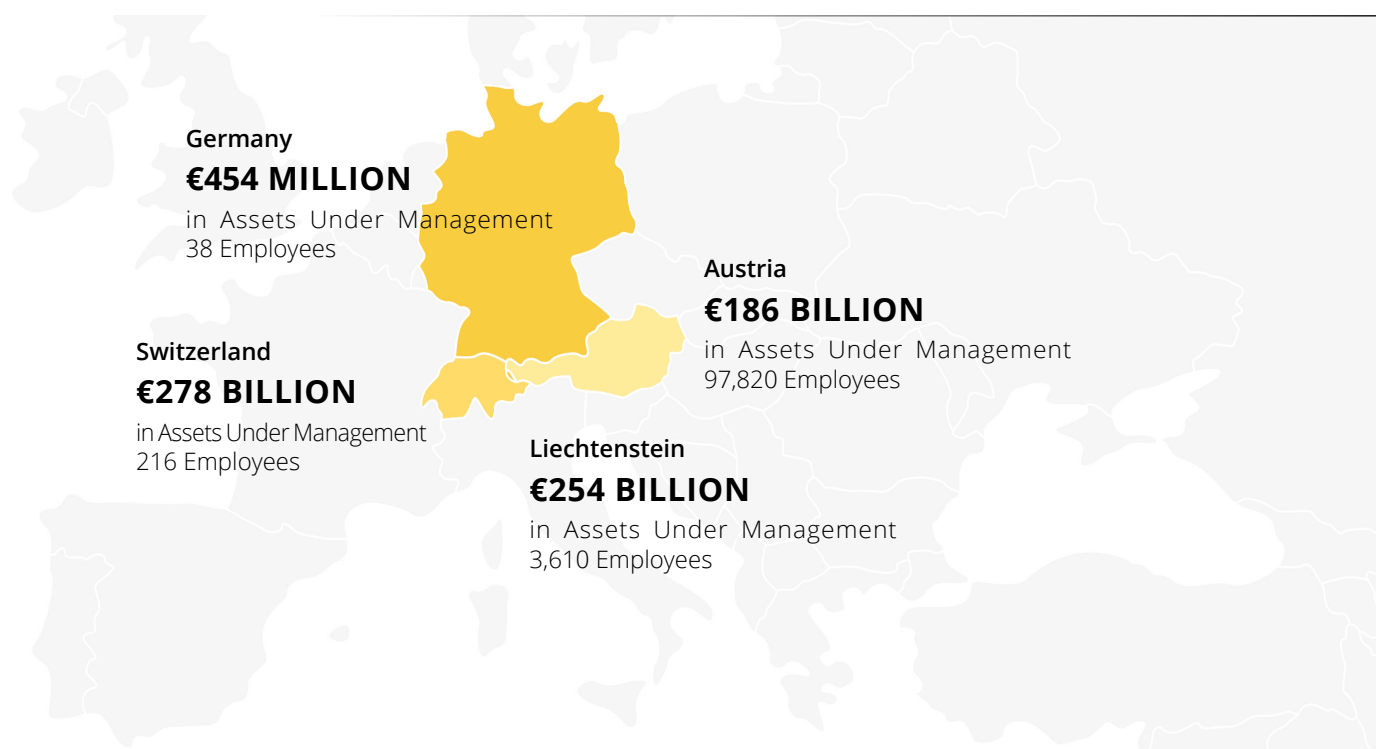 Germany
€454 MILLION
in Assets Under Management
38 Employees
Austria
€186 BILLION
in Assets Under Management
97,820 Employees
Switzerland
€278 BILLION
in Assets Under Management
216 Employees
Liechtenstein
€254 BILLION
in Assets Under Management
3,610 Employees